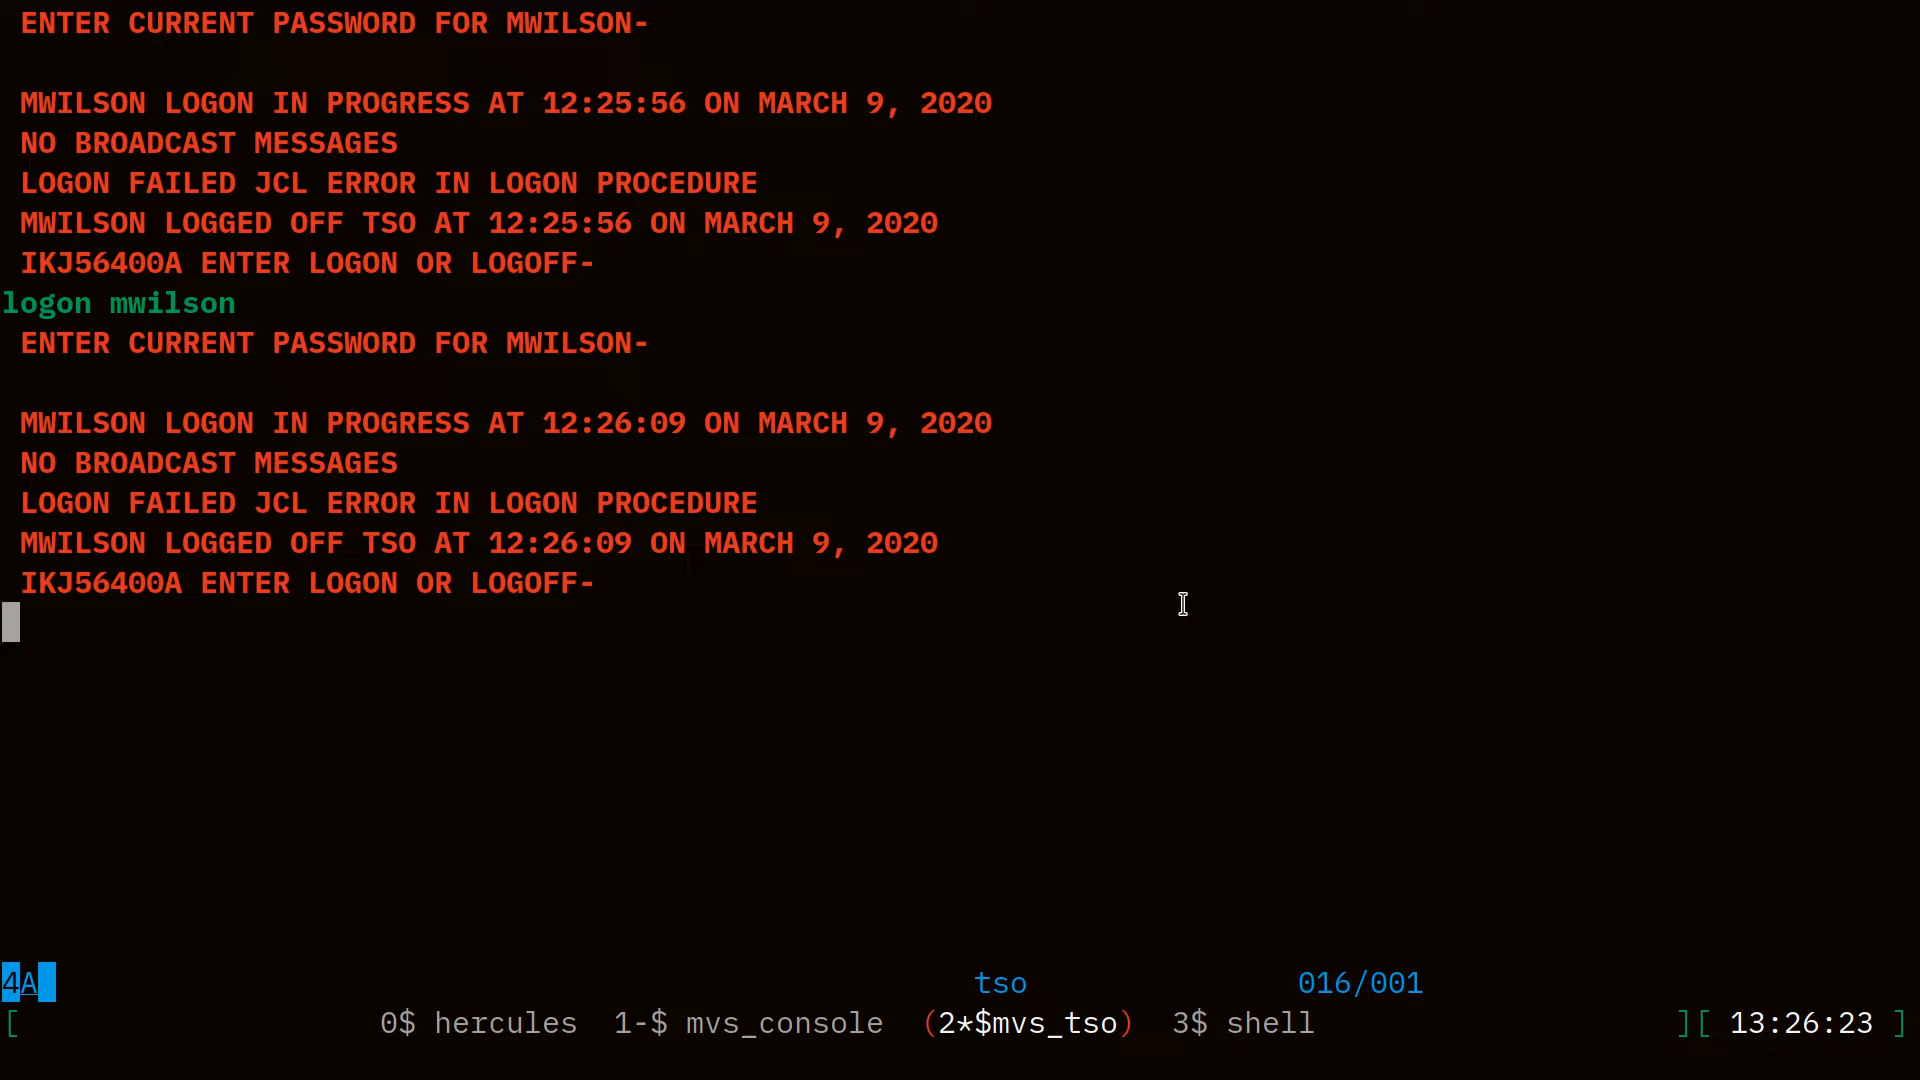 ENTER CURRENT PASSWORD FOR MWILSON-
MWILSON LOGON IN PROGRESS AT 12:25:56 ON MARCH 9, 2020
NO BROADCAST MESSAGES
LOGON FAILED JCL ERROR IN LOGON PROCEDURE
MWILSON LOGGED OFF TSO AT 12:25:56 ON MARCH 9, 2020
IKJ56400A ENTER LOGON OR LOGOFF-
logon mwilson
ENTER CURRENT PASSWORD FOR MWILSON-
MWILSON LOGON IN PROGRESS AT 12:26:09 ON MARCH 9, 2020
NO BROADCAST MESSAGES
LOGON FAILED JCL ERROR IN LOGON PROCEDURE
MWILSON LOGGED OFF TSO AT 12:26:09 ON MARCH 9, 2020
IKJ56400A ENTER LOGON OR LOGOFF-
4A tso 016/001
[ 0$ hercules 1-$ mvs_console (2*$mvs_tso) 3$ shell ][ 13:26:23 ]